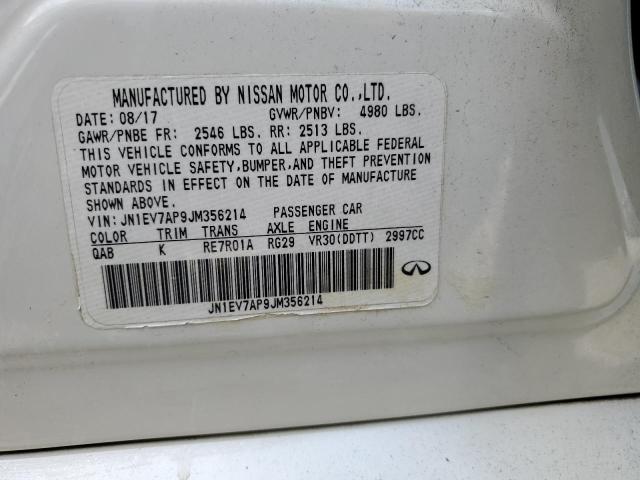 MANUFACTURED BY NISSAN MOTOR CO.,LTD.
DATE: 08/17 GVWR/PNBV: 4980 LBS.
GAWR/PNBE FR: 2546 LBS. RR: 2513 LBS.
THIS VEHICLE CONFORMS TO ALL APPLICABLE FEDERAL
MOTOR VEHICLE SAFETY,BUMPER,AND THEFT PREVENTION
STANDARDS IN EFFECT ON THE DATE OF MANUFACTURE
SHOWN ABOVE.
VIN: JN1EV7AP9JM356214 PASSENGER CAR
COLOR TRIM TRANS AXLE ENGINE
QAB K RE7R01A RG29 VR30(DDTT) 2997CC
JN1EV7AP9JM356214